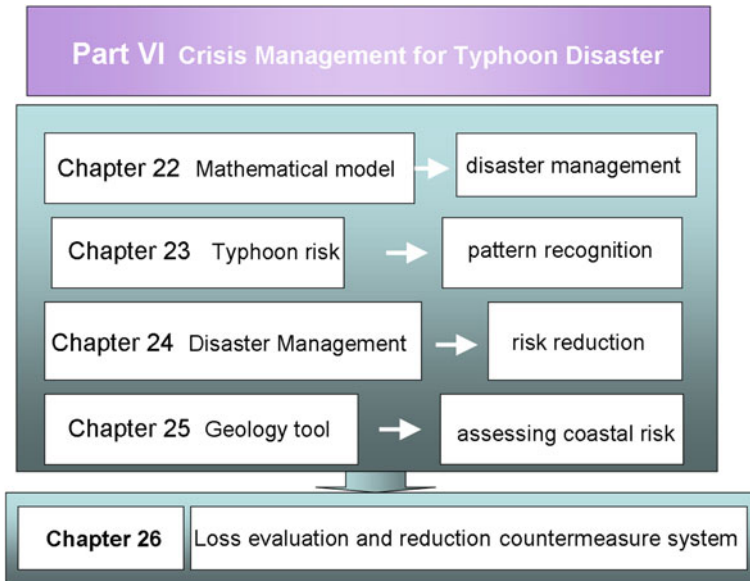 Part VI Crisis Management for Typhoon Disaster
Chapter 22 Mathematical model disaster management
Chapter 23 Typhoon risk pattern recognition
Chapter 24 Disaster Management risk reduction
Chapter 25 Geology tool assessing coastal risk
Chapter 26 Loss evaluation and reduction countermeasure system